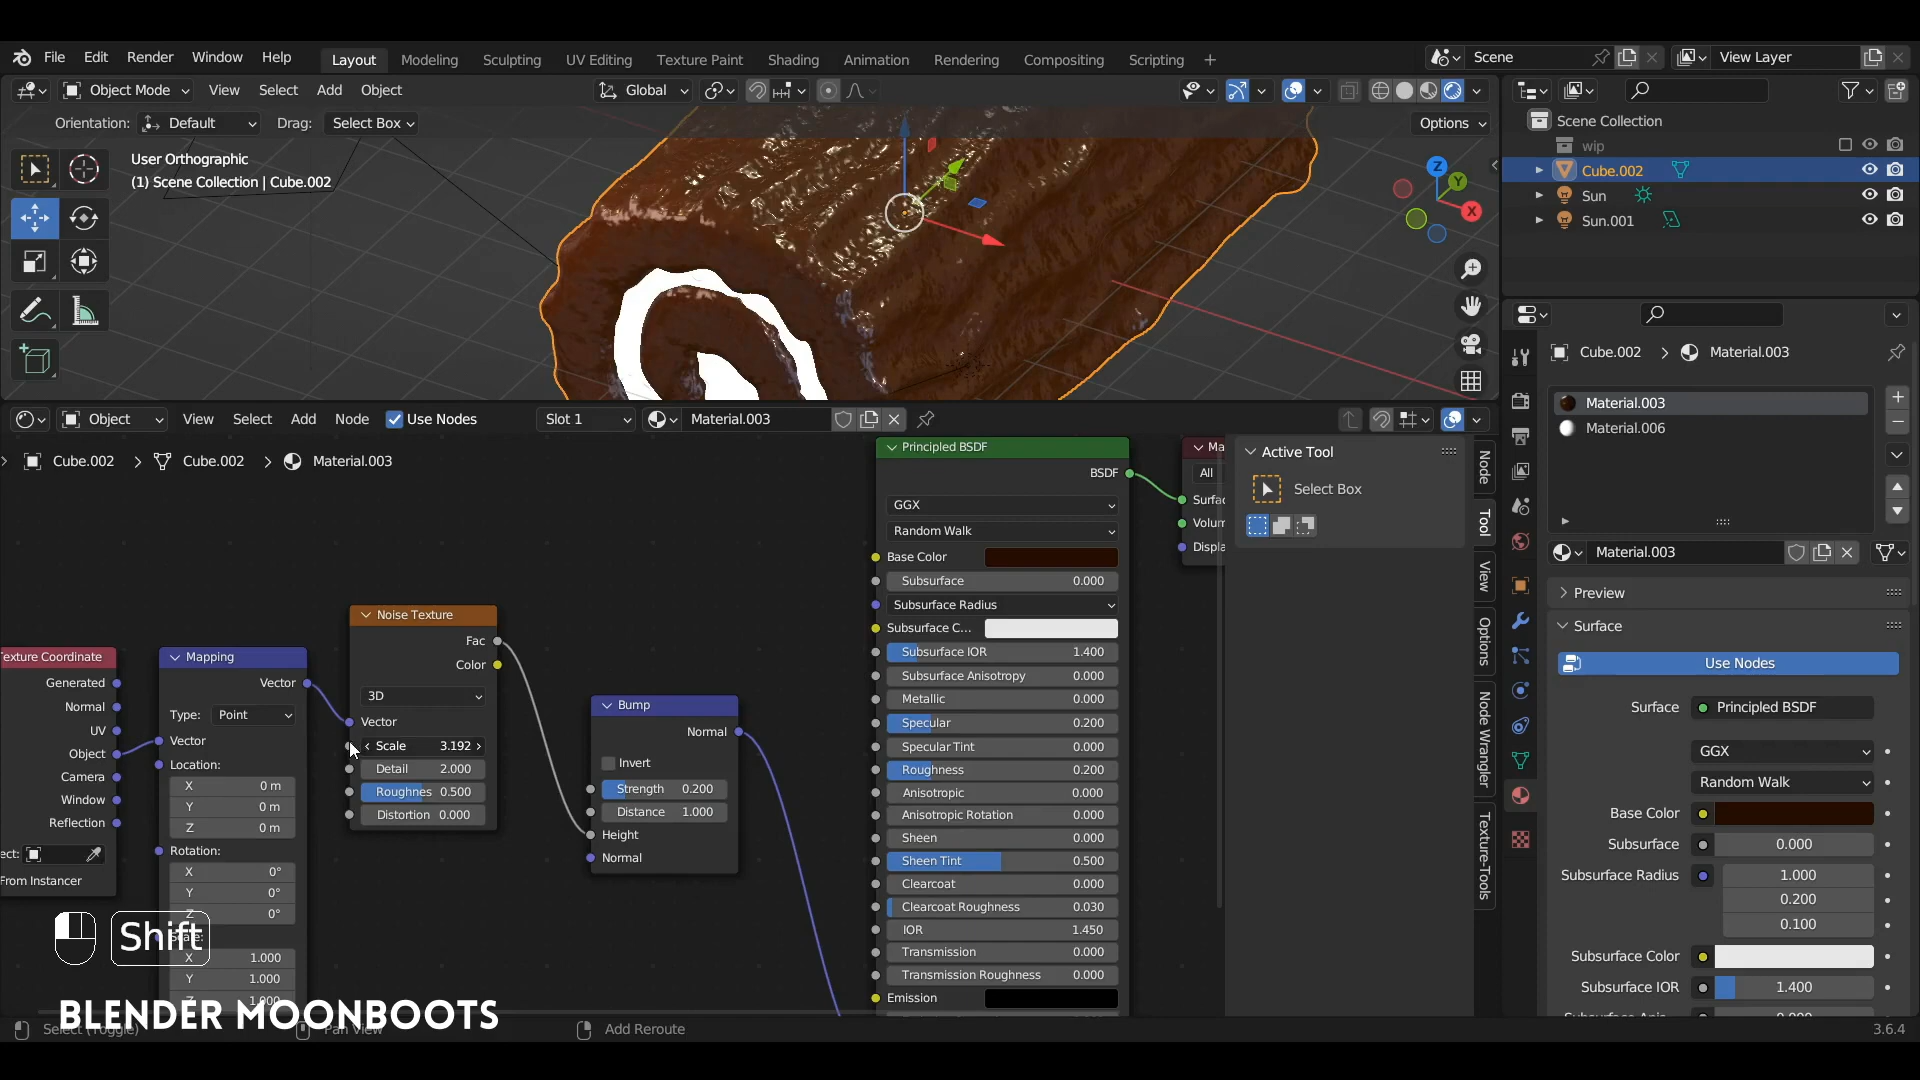 File Edit Render Window Help Layout Modeling Sculpting UV Editing Texture Paint Shading Animation Rendering Compositing Scripting + Scene View Layer
Object Mode View Select Add Object Global
Orientation: Default Drag: Select Box Options
User Orthographic
(1) Scene Collection | Cube.002
Z
Y
X
Scene Collection
wip
Cube.002
Sun
Sun.001
Object View Select Add Node Use Nodes Slot 1 Material.003
Cube.002 > Cube.002 > Material.003
Texture Coordinate
Generated
Normal
UV
Object
Camera
Window
Reflection
ect:
From Instancer
Mapping
Vector
Type: Point
Vector
Location:
X 0 m
Y 0 m
Z 0 m
Rotation:
X 0°
Y 0°
Z 0°
Scale:
X 1.000
Y 1.000
Z 1.000
Noise Texture
Fac
Color
3D
Vector
Scale 3.192
Detail 2.000
Roughnes 0.500
Distortion 0.000
Bump
Normal
Invert
Strength 0.200
Distance 1.000
Height
Normal
Principled BSDF
BSDF
GGX
Random Walk
Base Color
Subsurface 0.000
Subsurface Radius
Subsurface C...
Subsurface IOR 1.400
Subsurface Anisotropy 0.000
Metallic 0.000
Specular 0.200
Specular Tint 0.000
Roughness 0.200
Anisotropic 0.000
Anisotropic Rotation 0.000
Sheen 0.000
Sheen Tint 0.500
Clearcoat 0.000
Clearcoat Roughness 0.030
IOR 1.450
Transmission 0.000
Transmission Roughness 0.000
Emission
Ma
All
Surfac
Volum
Displa
Active Tool
Select Box
Node
Tool
View
Options
Node Wrangler
Texture-Tools
Cube.002 > Material.003
Material.003
Material.006
Material.003
Preview
Surface
Use Nodes
Surface Principled BSDF
GGX
Random Walk
Base Color
Subsurface 0.000
Subsurface Radius 1.000
0.200
0.100
Subsurface Color
Subsurface IOR 1.400
Shift
BLENDER MOONBOOTS
Select (Toggle) Pan View Add Reroute 3.6.4